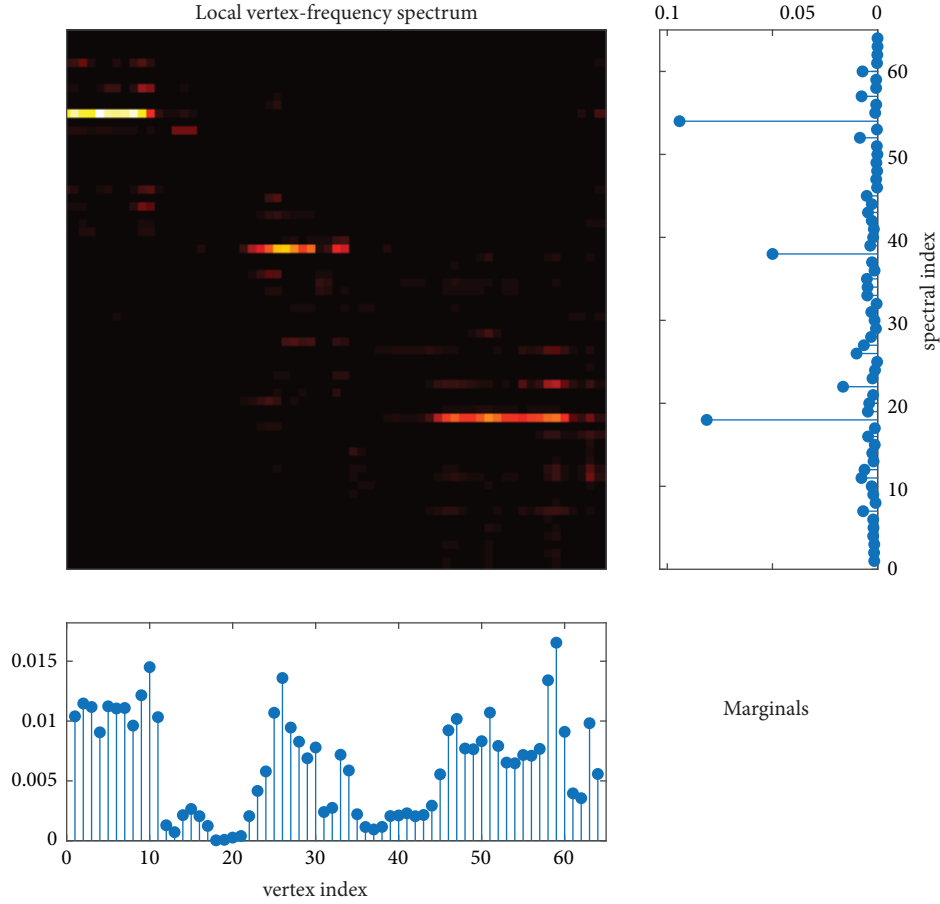 Local vertex-frequency spectrum
0.1 0.05 0
60
50
40
30
20
10
0
spectral index
0.015
0.01
0.005
0
0 10 20 30 40 50 60
vertex index
Marginals